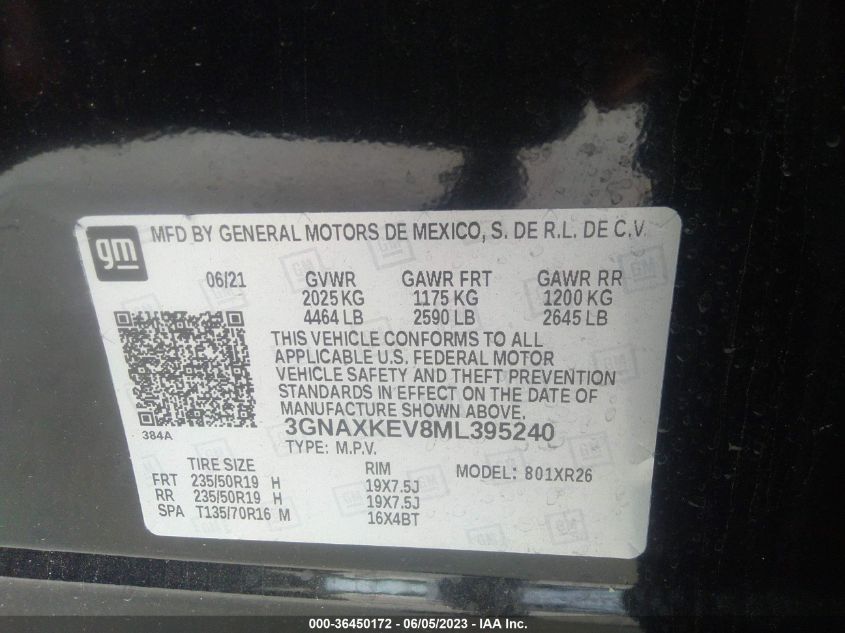 gm
MFD BY GENERAL MOTORS DE MEXICO, S. DE R.L. DE C.V.
06/21 GVWR GAWR FRT GAWR RR
2025 KG 1175 KG 1200 KG
4464 LB 2590 LB 2645 LB
THIS VEHICLE CONFORMS TO ALL
APPLICABLE U.S. FEDERAL MOTOR
VEHICLE SAFETY AND THEFT PREVENTION
STANDARDS IN EFFECT ON THE DATE OF
MANUFACTURE SHOWN ABOVE.
384A
3GNAXKEV8ML395240
TYPE: M.P.V.
TIRE SIZE RIM MODEL: 801XR26
FRT 235/50R19 H 19X7.5J
RR 235/50R19 H 19X7.5J
SPA T135/70R16 M 16X4BT
000-36450172 - 06/05/2023 - IAA Inc.